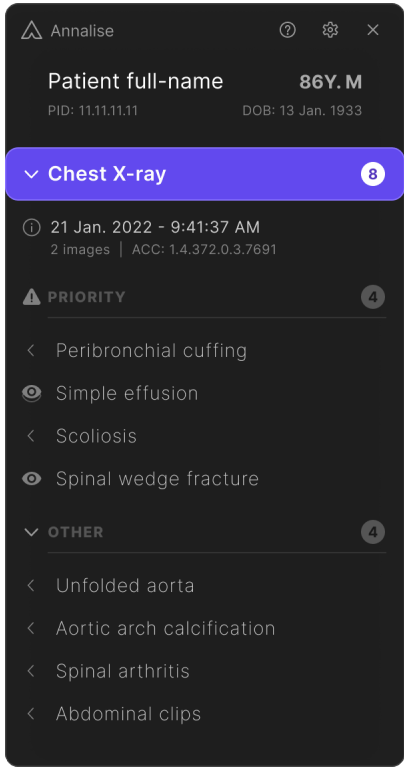 Annalise
Patient full-name 86Y. M
PID: 11.11.11.11 DOB: 13 Jan. 1933
Chest X-ray 8
21 Jan. 2022 - 9:41:37 AM
2 images | ACC: 1.4.372.0.3.7691
PRIORITY 4
Peribronchial cuffing
Simple effusion
Scoliosis
Spinal wedge fracture
OTHER 4
Unfolded aorta
Aortic arch calcification
Spinal arthritis
Abdominal clips